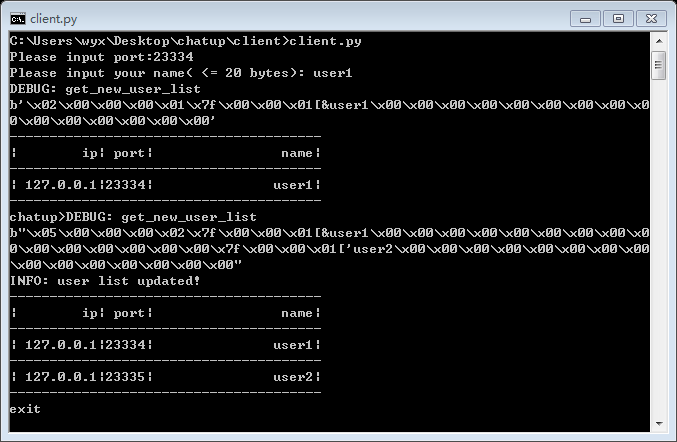 client.py
C:\Users\wyx\Desktop\chatup\client>client.py
Please input port:23334
Please input your name( <= 20 bytes): user1
DEBUG: get_new_user_list
b'\x02\x00\x00\x00\x01\x7f\x00\x00\x01[&user1\x00\x00\x00\x00\x00\x00\x00\x00\x0
0\x00\x00\x00\x00\x00\x00'
---------------------------------------
|        ip| port|                name|
---------------------------------------
| 127.0.0.1|23334|               user1|
---------------------------------------
chatup>DEBUG: get_new_user_list
b"\x05\x00\x00\x00\x02\x7f\x00\x00\x01[&user1\x00\x00\x00\x00\x00\x00\x00\x00\x0
0\x00\x00\x00\x00\x00\x00\x7f\x00\x00\x01['user2\x00\x00\x00\x00\x00\x00\x00\x00
\x00\x00\x00\x00\x00\x00\x00"
INFO: user list updated!
---------------------------------------
|        ip| port|                name|
---------------------------------------
| 127.0.0.1|23334|               user1|
---------------------------------------
| 127.0.0.1|23335|               user2|
---------------------------------------
exit